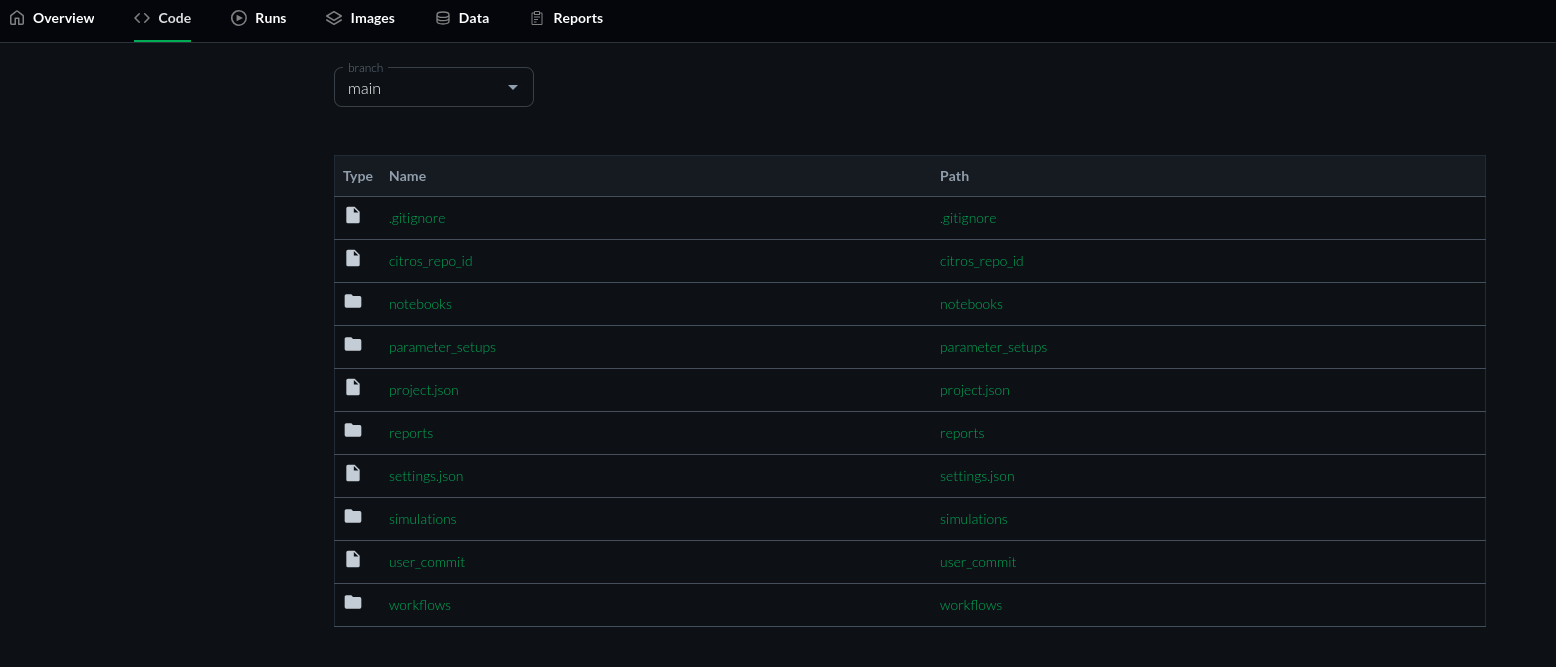 Overview Code Runs Images Data Reports
branch
main
Type Name Path
.gitignore .gitignore
citros_repo_id citros_repo_id
notebooks notebooks
parameter_setups parameter_setups
project.json project.json
reports reports
settings.json settings.json
simulations simulations
user_commit user_commit
workflows workflows